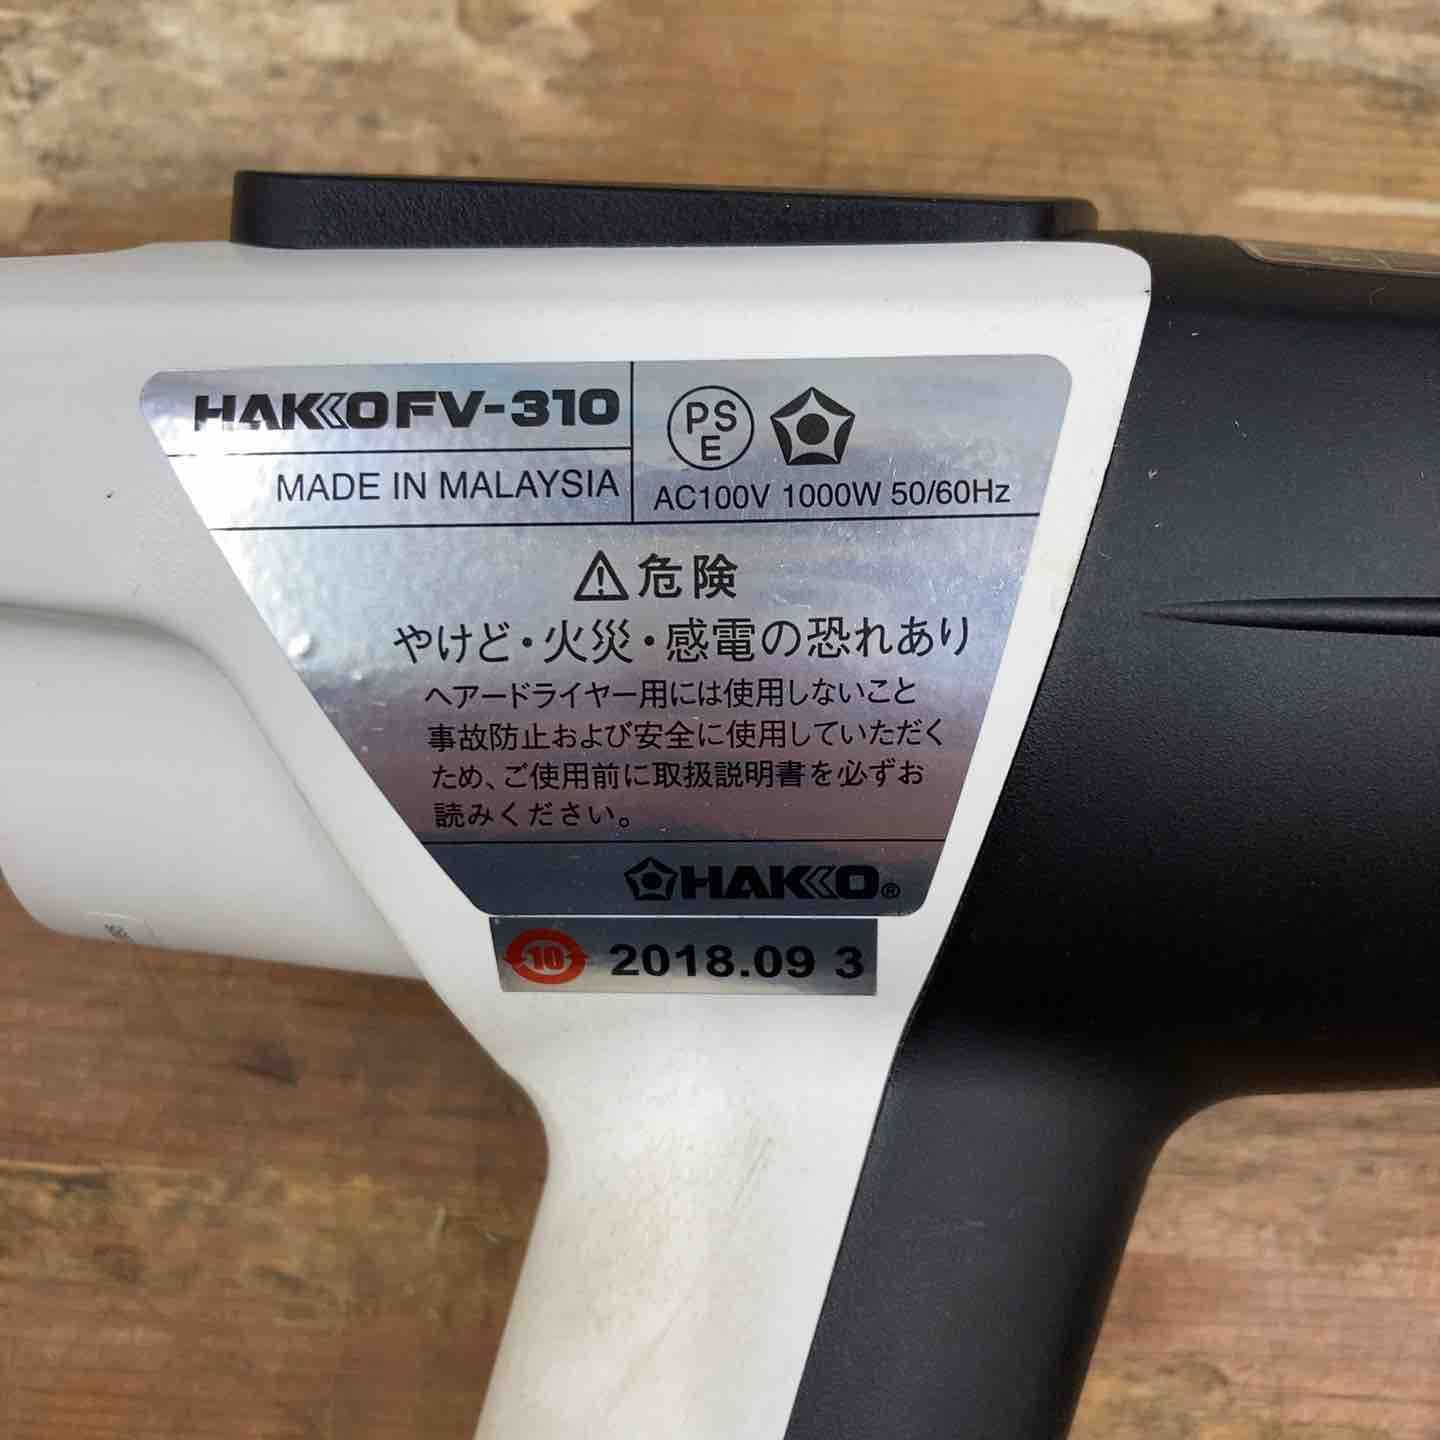 HAKKO FV-310
MADE IN MALAYSIA
PS
E
AC100V 1000W 50/60Hz
危険
やけど・火災・感電の恐れあり
ヘアードライヤー用には使用しないこと
事故防止および安全に使用していただく
ため、ご使用前に取扱説明書を必ずお
読みください。
HAKKO®
10 2018.09 3